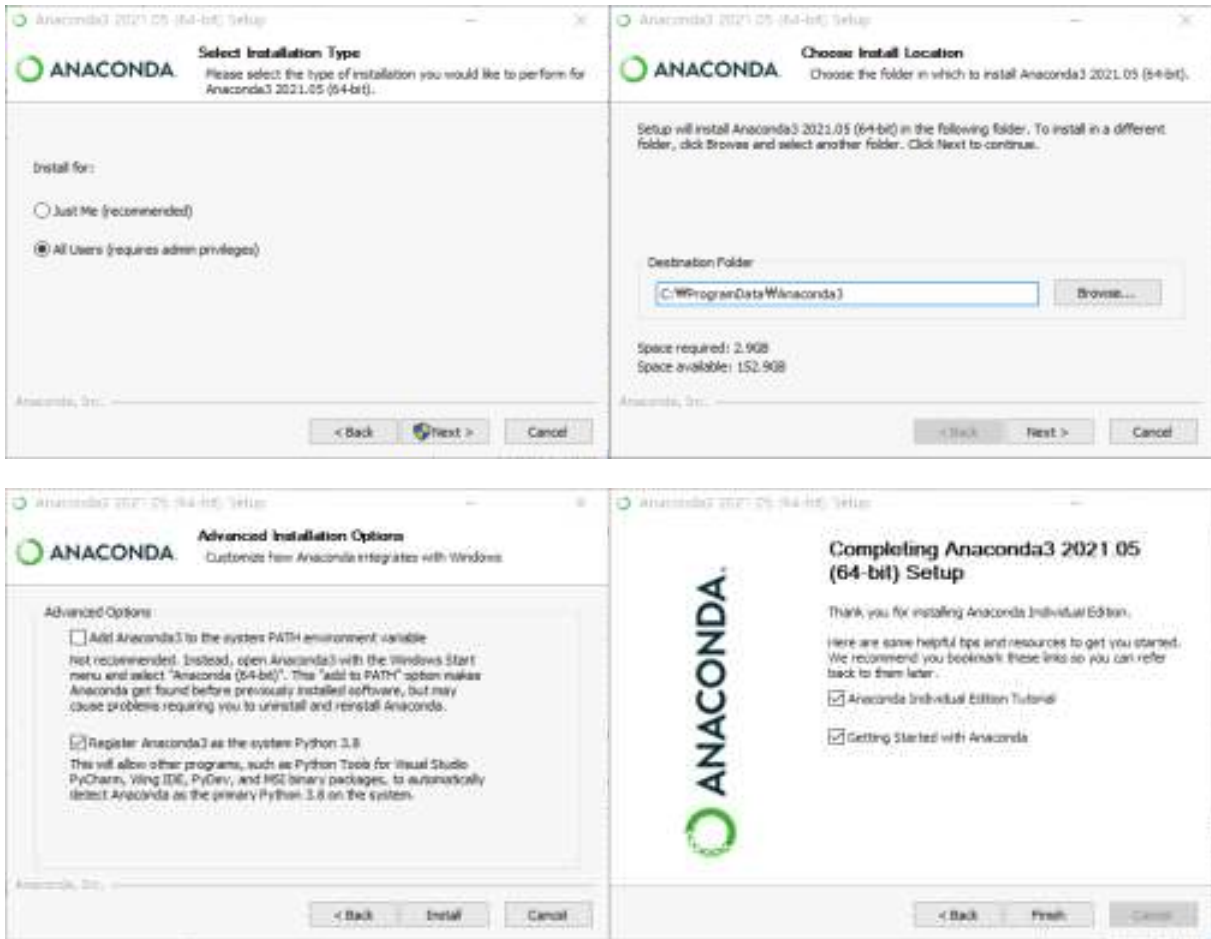 Anaconda3 2021.05 (64-bit) Setup
ANACONDA.
Select Installation Type
Please select the type of installation you would like to perform for
Anaconda3 2021.05 (64-bit).
Install for:
Just Me (recommended)
All Users (requires admin privileges)
Anaconda, Inc.
< Back
Next >
Cancel
Anaconda3 2021.05 (64-bit) Setup
ANACONDA.
Choose Install Location
Choose the folder in which to install Anaconda3 2021.05 (64-bit).
Setup will install Anaconda3 2021.05 (64-bit) in the following folder. To install in a different
folder, click Browse and select another folder. Click Next to continue.
Destination Folder
C:₩ProgramData₩Anaconda3
Browse...
Space required: 2.9GB
Space available: 152.9GB
Anaconda, Inc.
< Back
Next >
Cancel
Anaconda3 2021.05 (64-bit) Setup
ANACONDA.
Advanced Installation Options
Customize how Anaconda integrates with Windows
Advanced Options
Add Anaconda3 to the system PATH environment variable
Not recommended. Instead, open Anaconda3 with the Windows Start
menu and select "Anaconda (64-bit)". This "add to PATH" option makes
Anaconda get found before previously installed software, but may
cause problems requiring you to uninstall and reinstall Anaconda.
Register Anaconda3 as the system Python 3.8
This will allow other programs, such as Python Tools for Visual Studio
PyCharm, Wing IDE, PyDev, and MSI binary packages, to automatically
detect Anaconda as the primary Python 3.8 on the system.
Anaconda, Inc.
< Back
Install
Cancel
Anaconda3 2021.05 (64-bit) Setup
ANACONDA.
Completing Anaconda3 2021.05
(64-bit) Setup
Thank you for installing Anaconda Individual Edition.
Here are some helpful tips and resources to get you started.
We recommend you bookmark these links so you can refer
back to them later.
Anaconda Individual Edition Tutorial
Getting Started with Anaconda
< Back
Finish
Cancel